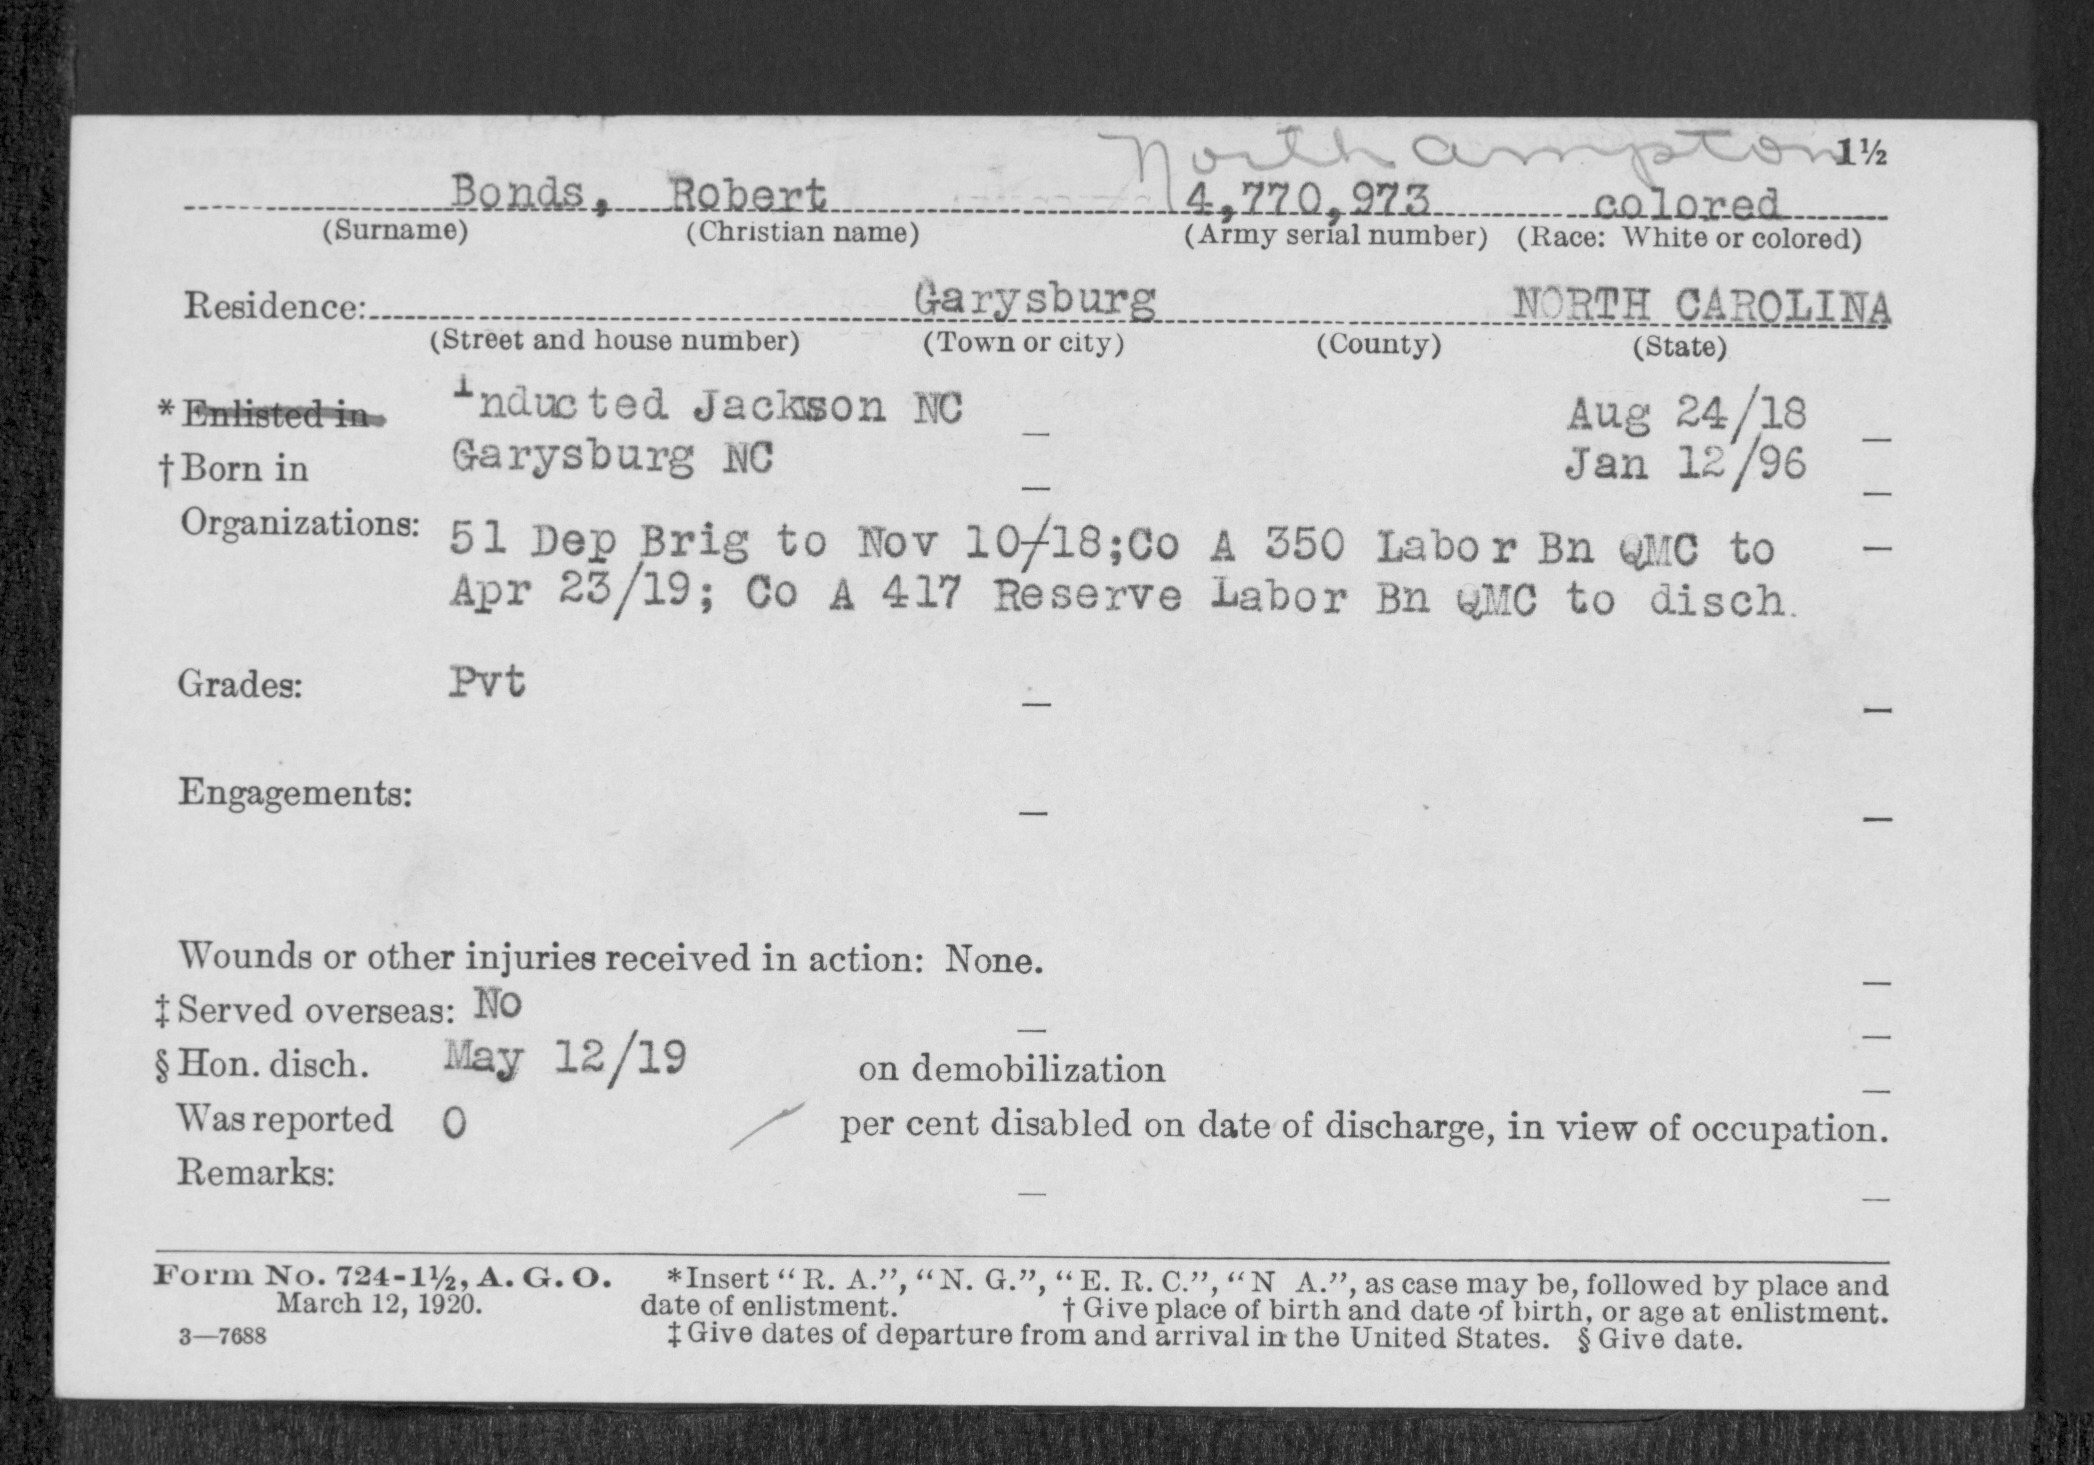 Northampton 1½
Bonds, Robert 4,770,973 colored
(Surname) (Christian name) (Army serial number) (Race: White or colored)
Residence: Garysburg NORTH CAROLINA
(Street and house number) (Town or city) (County) (State)
* Enlisted in Inducted Jackson NC _ Aug 24/18 _
† Born in Garysburg NC _ Jan 12/96 _
Organizations: 51 Dep Brig to Nov 10/18;Co A 350 Labor Bn QMC to _
Apr 23/19; Co A 417 Reserve Labor Bn QMC to disch.
Grades: Pvt _ _
Engagements: _ _
Wounds or other injuries received in action: None. _
‡ Served overseas: No _ _
§ Hon. disch. May 12/19 on demobilization _
Was reported 0 / per cent disabled on date of discharge, in view of occupation.
Remarks: _ _
Form No. 724-1½, A. G. O. *Insert "R. A.", "N. G.", "E. R. C.", "N A.", as case may be, followed by place and
March 12, 1920. date of enlistment. † Give place of birth and date of birth, or age at enlistment.
3—7688 ‡ Give dates of departure from and arrival in the United States. § Give date.